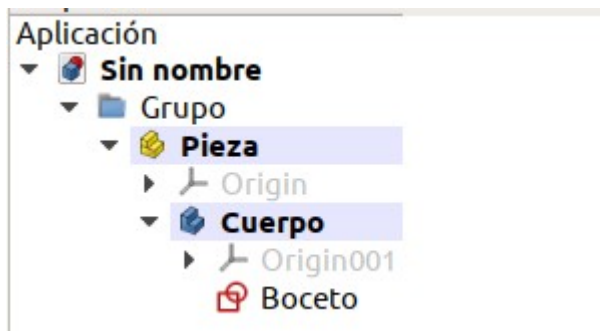 Aplicación
Sin nombre
Grupo
Pieza
Origin
Cuerpo
Origin001
Boceto